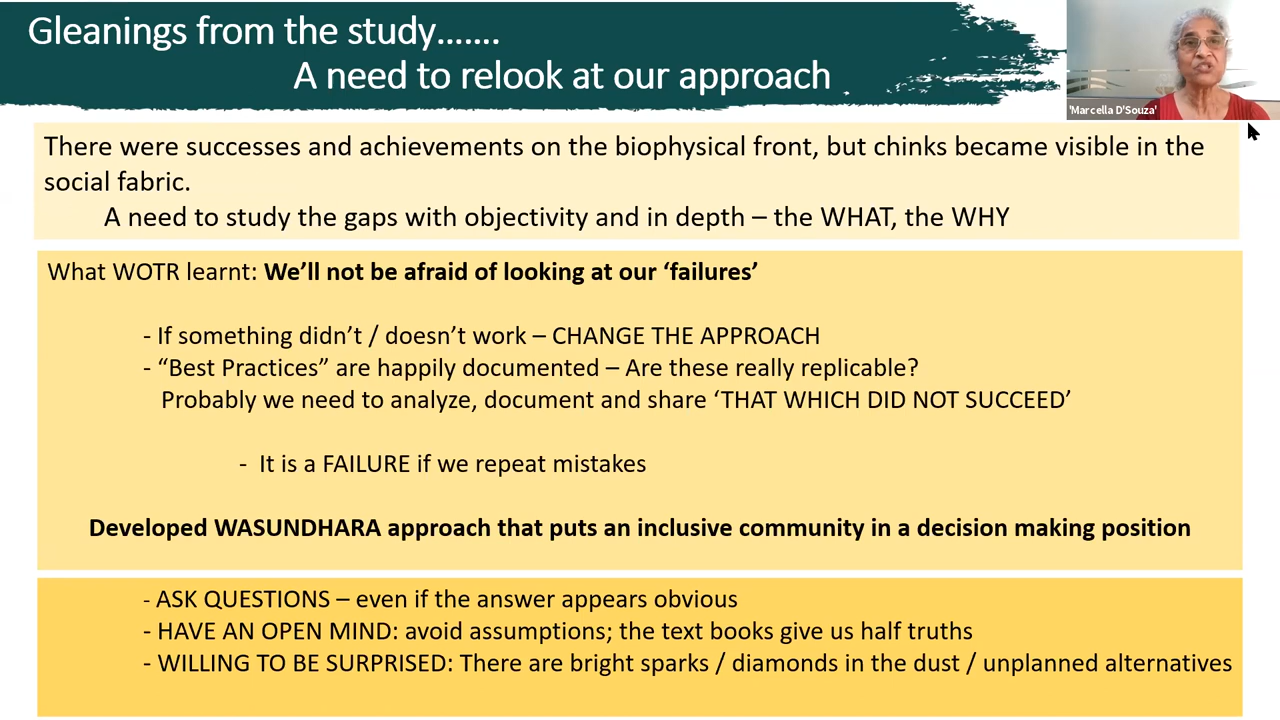 Gleanings from the study…….
A need to relook at our approach
'Marcella D'Souza'
There were successes and achievements on the biophysical front, but chinks became visible in the
social fabric.
A need to study the gaps with objectivity and in depth – the WHAT, the WHY
What WOTR learnt: We’ll not be afraid of looking at our ‘failures’
- If something didn’t / doesn’t work – CHANGE THE APPROACH
- “Best Practices” are happily documented – Are these really replicable?
Probably we need to analyze, document and share ‘THAT WHICH DID NOT SUCCEED’
- It is a FAILURE if we repeat mistakes
Developed WASUNDHARA approach that puts an inclusive community in a decision making position
- ASK QUESTIONS – even if the answer appears obvious
- HAVE AN OPEN MIND: avoid assumptions; the text books give us half truths
- WILLING TO BE SURPRISED: There are bright sparks / diamonds in the dust / unplanned alternatives